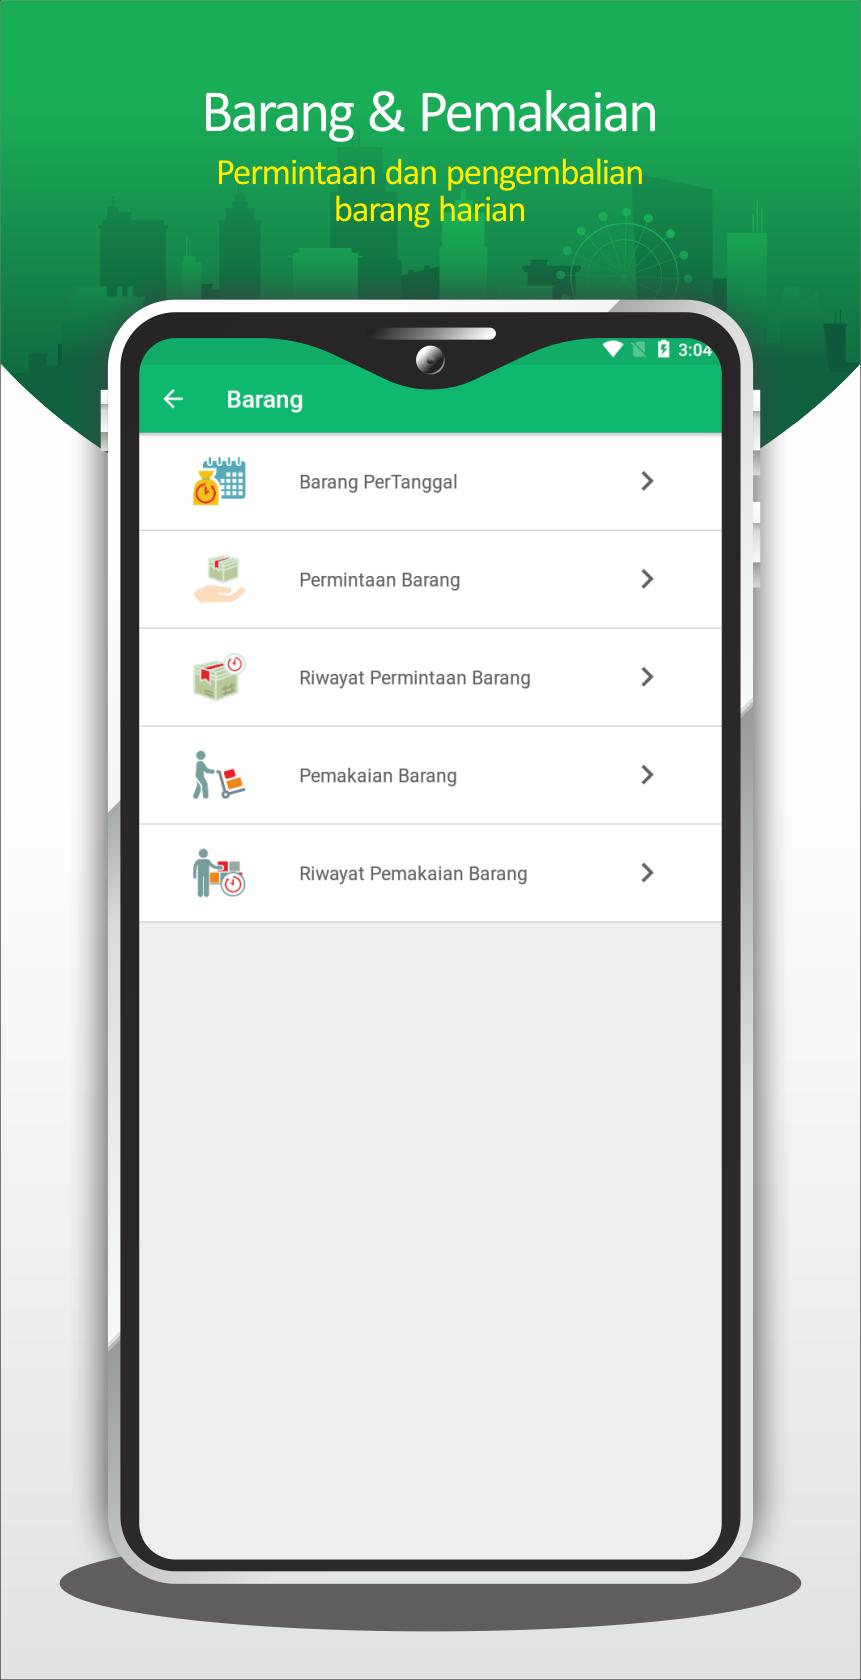 Barang & Pemakaian
Permintaan dan pengembalian
barang harian
3:04
Barang
Barang PerTanggal
Permintaan Barang
Riwayat Permintaan Barang
Pemakaian Barang
Riwayat Pemakaian Barang